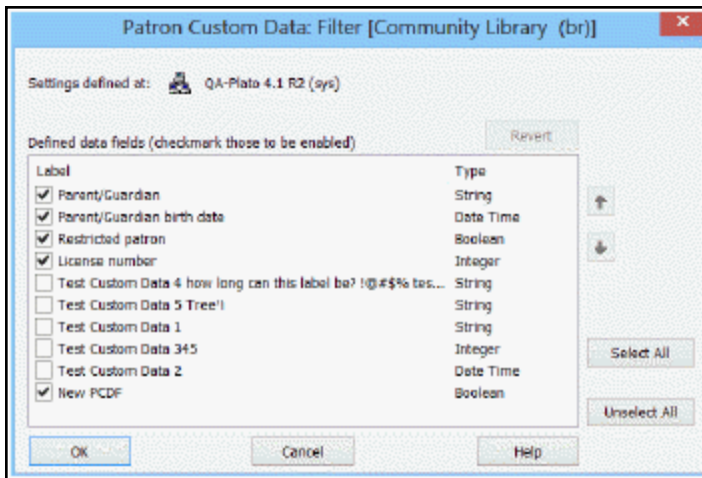 Patron Custom Data: Filter [Community Library (br)]
Settings defined at: QA-Plato 4.1 R2 (sys)
Revert
Defined data fields (checkmark those to be enabled)
Label Type
Parent/Guardian String
Parent/Guardian birth date Date Time
Restricted patron Boolean
License number Integer
Test Custom Data 4 how long can this label be? !@#$% tes... String
Test Custom Data 5 Tree'! String
Test Custom Data 1 String
Test Custom Data 345 Integer
Test Custom Data 2 Date Time
New PCDF Boolean
Select All
Unselect All
OK Cancel Help